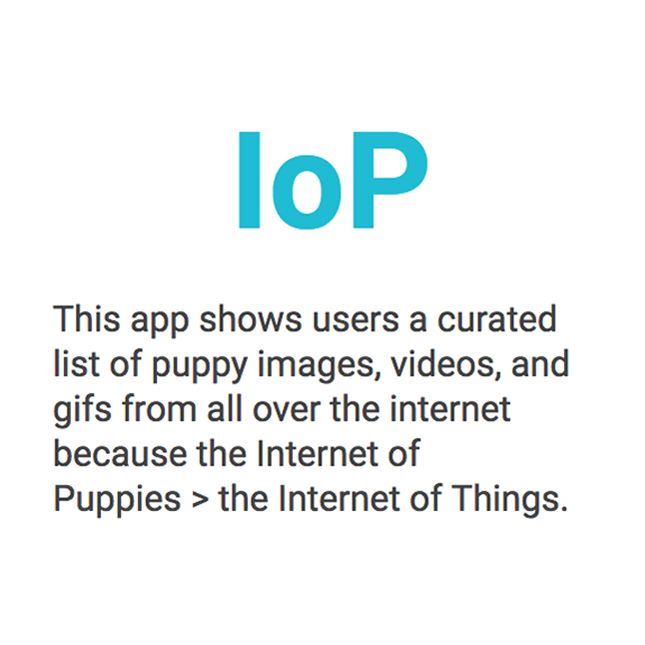 IoP
This app shows users a curated
list of puppy images, videos, and
gifs from all over the internet
because the Internet of
Puppies > the Internet of Things.